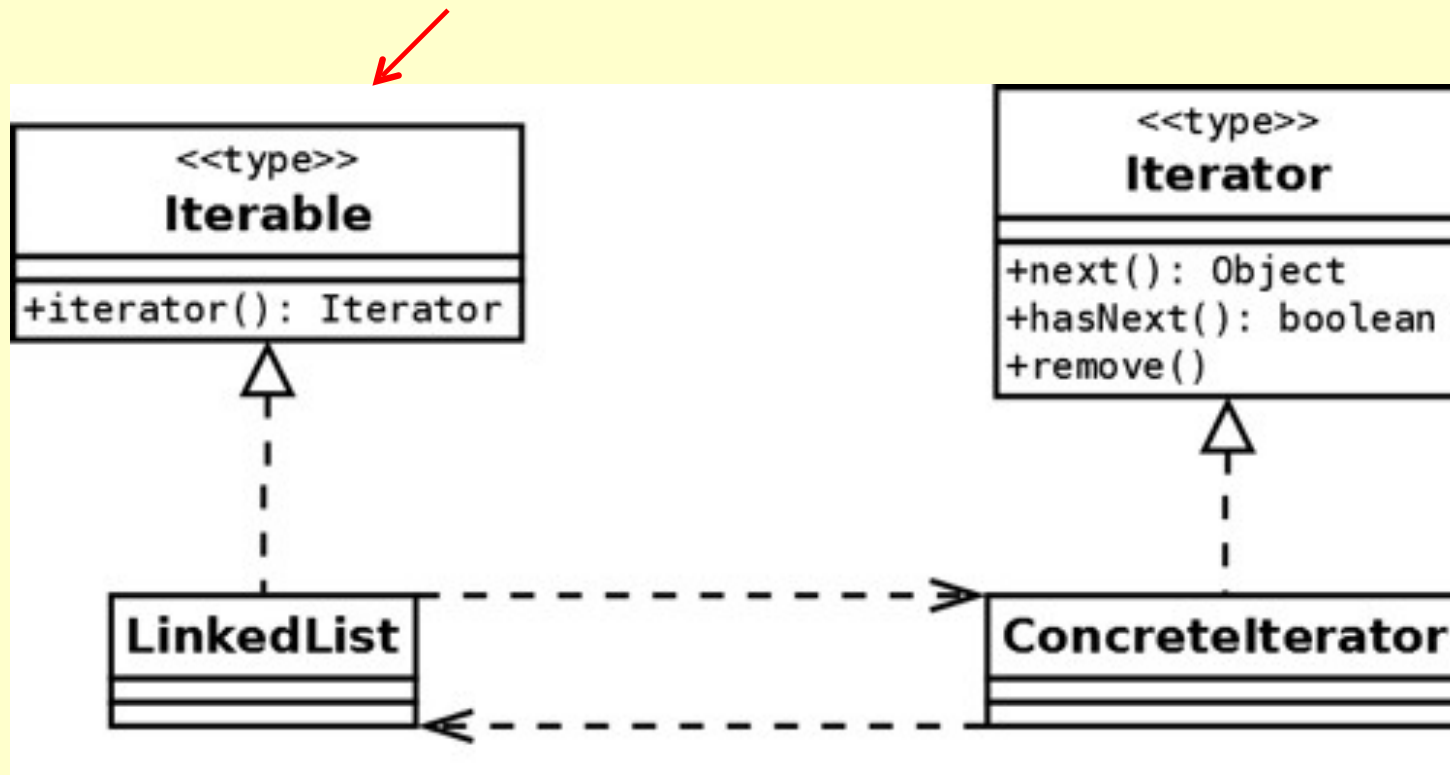 <<type>>
Iterable
+iterator(): Iterator
<<type>>
Iterator
+next(): Object
+hasNext(): boolean
+remove()
LinkedList
ConcreteIterator